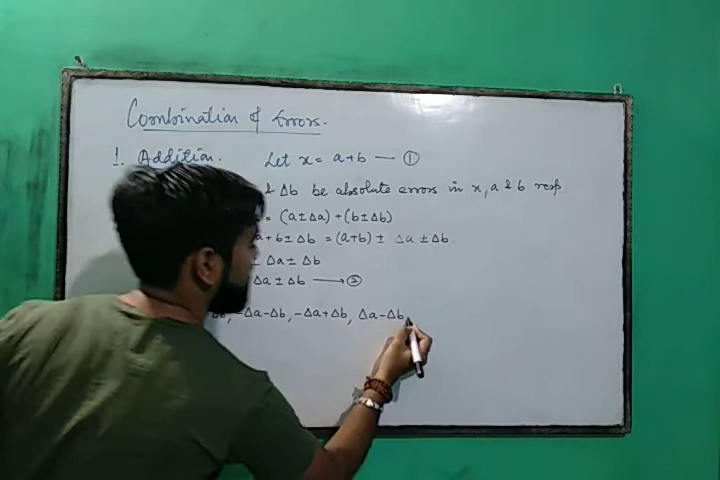 Combination of Errors.
1. Addition. Let x = a+b — ①
& Δb be absolute errors in x, a & b resp.
= (a±Δa) + (b±Δb)
a+b±Δb = (a+b) ± Δa ± Δb.
± Δa ± Δb
Δa ± Δb ⟶ ②
Δb, -Δa-Δb, -Δa+Δb, Δa-Δb